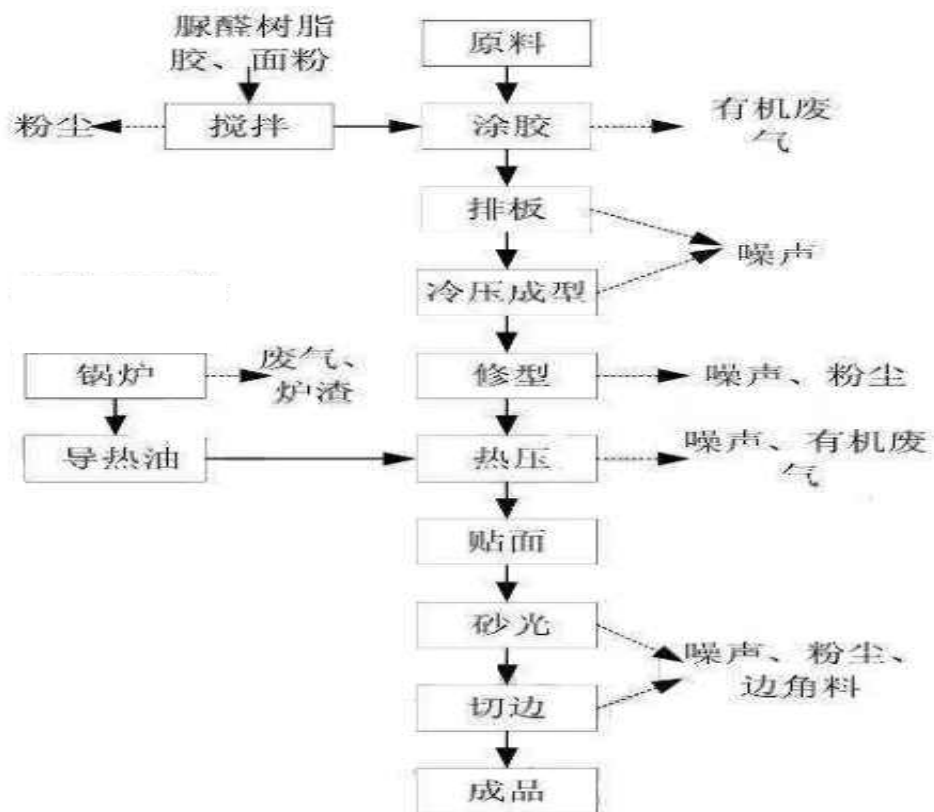 脲醛树脂
胶、面粉
原料
粉尘
搅拌
涂胶
有机废
气
排板
噪声
冷压成型
锅炉
废气、
炉渣
修型
噪声、粉尘
导热油
热压
噪声、有机废
气
贴面
砂光
噪声、粉尘、
边角料
切边
成品